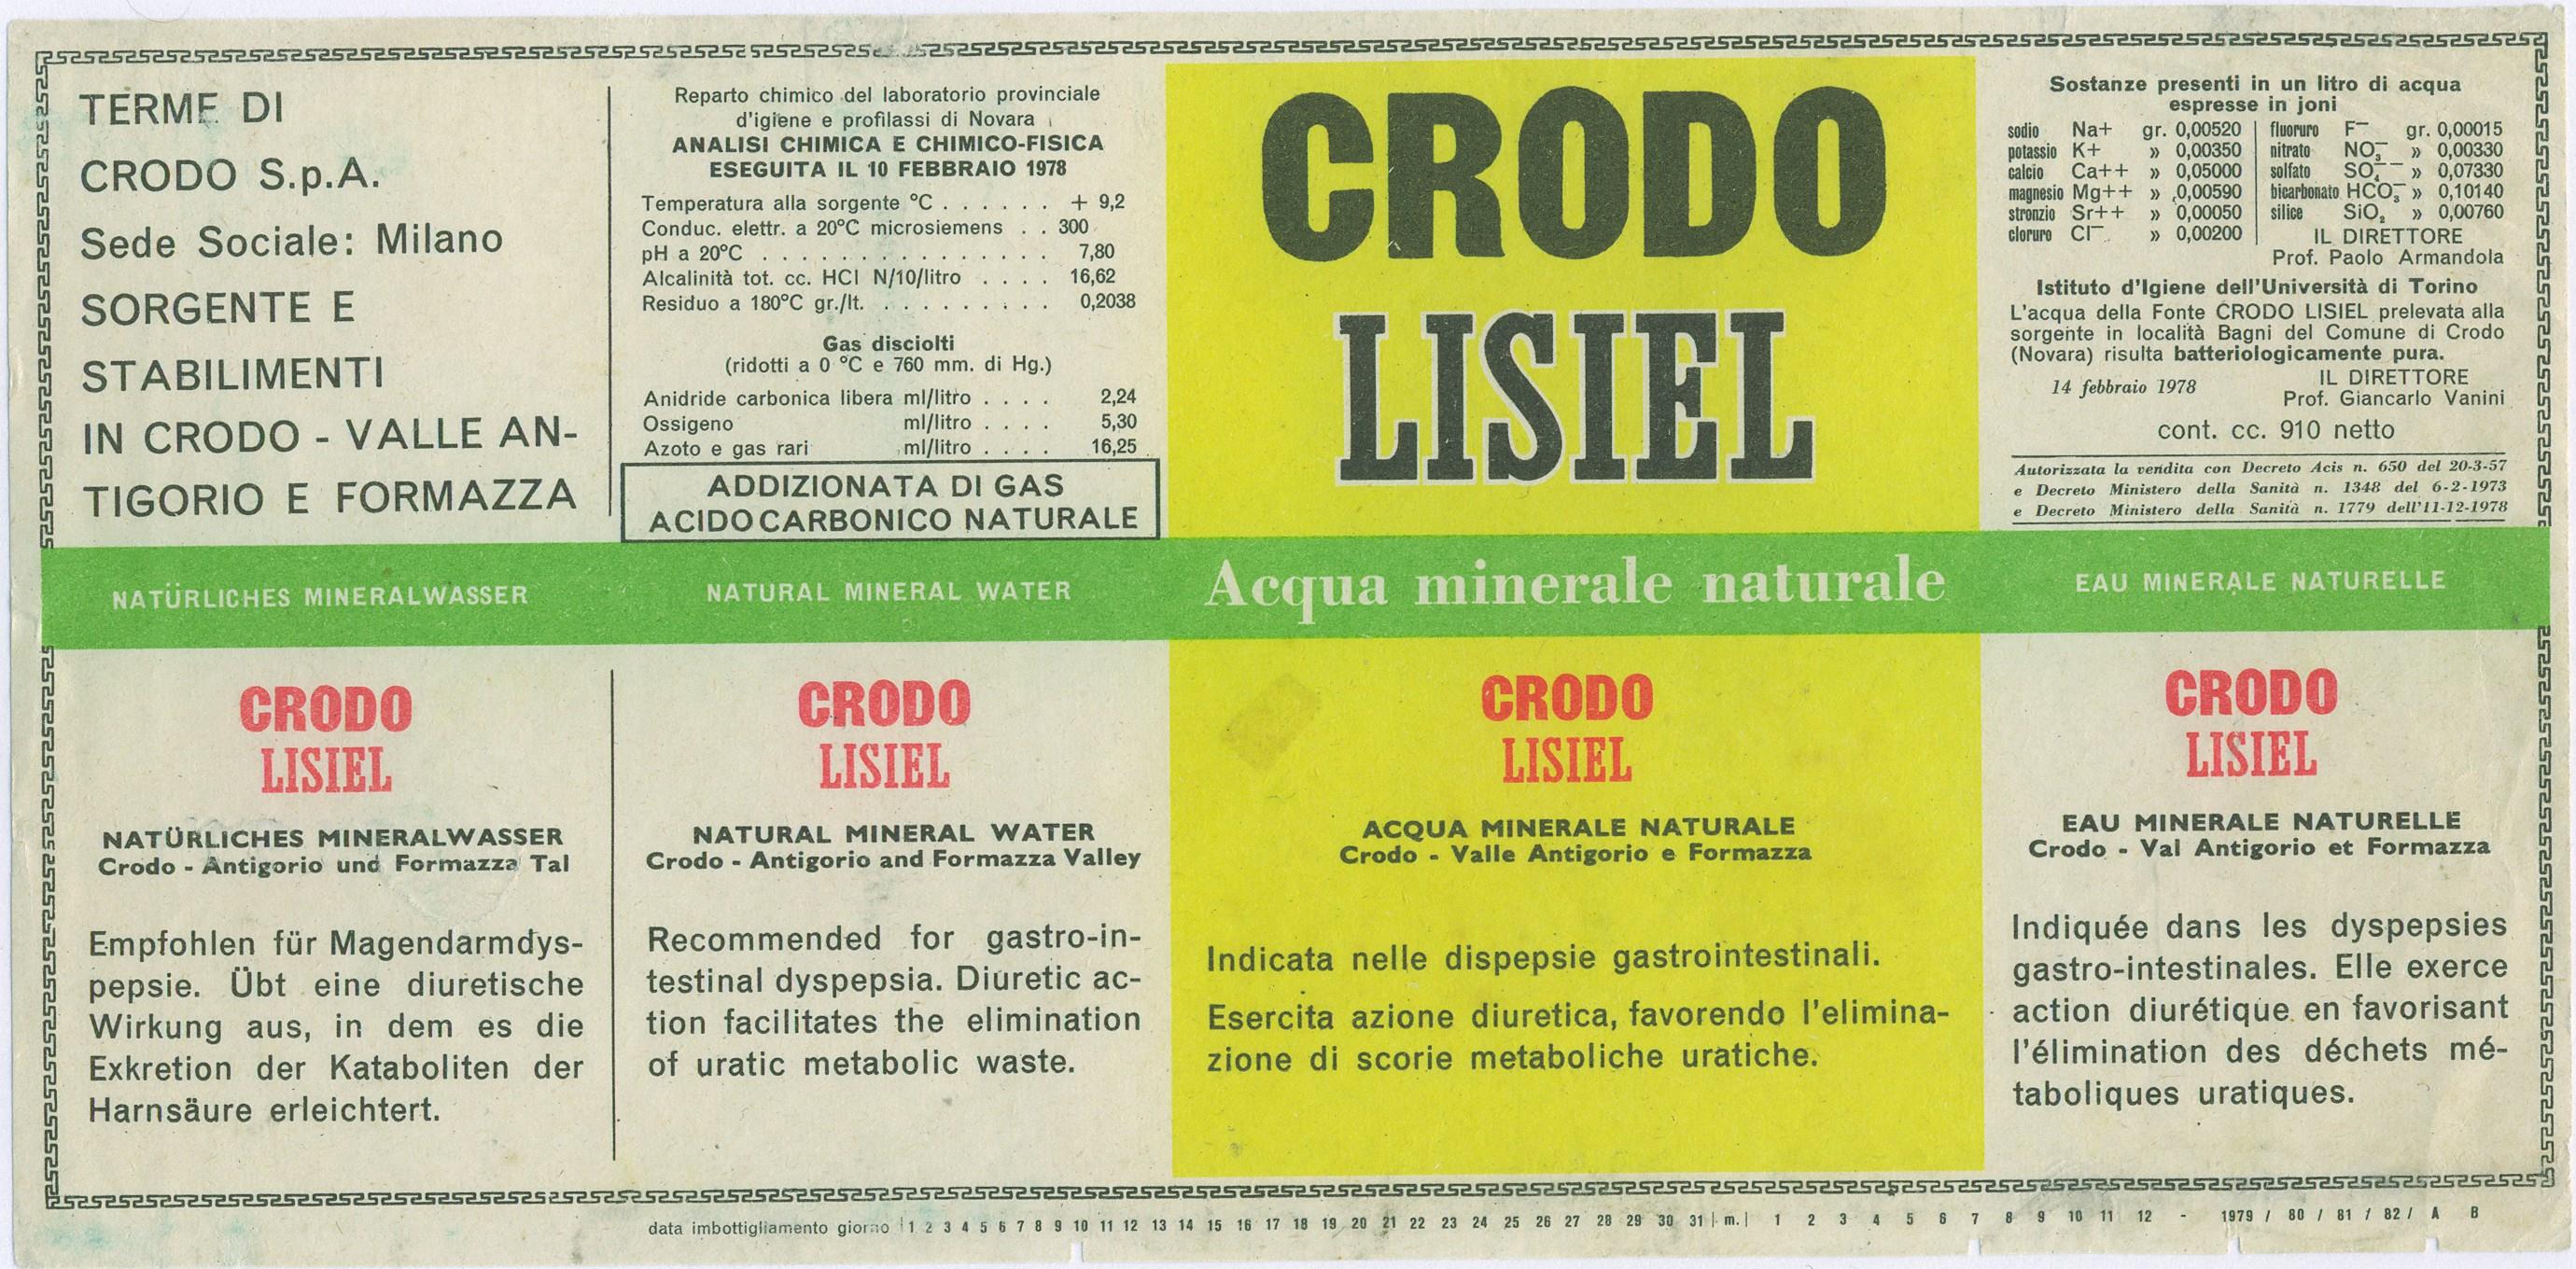 TERME DI
CRODO S.p.A.
Sede Sociale: Milano
SORGENTE E
STABILIMENTI
IN CRODO - VALLE AN-
TIGORIO E FORMAZZA
Reparto chimico del laboratorio provinciale
d'igiene e profilassi di Novara
ANALISI CHIMICA E CHIMICO-FISICA
ESEGUITA IL 10 FEBBRAIO 1978
Temperatura alla sorgente °C . . . . . . + 9,2
Conduc. elettr. a 20°C microsiemens . . 300
pH a 20°C . . . . . . . . . . . . . . . 7,80
Alcalinità tot. cc. HCl N/10/litro . . . . 16,62
Residuo a 180°C gr./lt. . . . . . . . . . 0,2038
Gas disciolti
(ridotti a 0 °C e 760 mm. di Hg.)
Anidride carbonica libera ml/litro . . . . 2,24
Ossigeno ml/litro . . . . 5,30
Azoto e gas rari ml/litro . . . . 16,25
ADDIZIONATA DI GAS
ACIDO CARBONICO NATURALE
CRODO
LISIEL
Sostanze presenti in un litro di acqua
espresse in joni
sodio Na+ gr. 0,00520 fluoruro F− gr. 0,00015
potassio K+ » 0,00350 nitrato NO₃− » 0,00330
calcio Ca++ » 0,05000 solfato SO₄−− » 0,07330
magnesio Mg++ » 0,00590 bicarbonato HCO₃− » 0,10140
stronzio Sr++ » 0,00050 silice SiO₂ » 0,00760
cloruro Cl− » 0,00200
IL DIRETTORE
Prof. Paolo Armandola
Istituto d'Igiene dell'Università di Torino
L'acqua della Fonte CRODO LISIEL prelevata alla
sorgente in località Bagni del Comune di Crodo
(Novara) risulta batteriologicamente pura.
14 febbraio 1978
IL DIRETTORE
Prof. Giancarlo Vanini
cont. cc. 910 netto
Autorizzata la vendita con Decreto Acis n. 650 del 20-3-57
e Decreto Ministero della Sanità n. 1348 del 6-2-1973
e Decreto Ministero della Sanità n. 1779 dell'11-12-1978
NATÜRLICHES MINERALWASSER
NATURAL MINERAL WATER
Acqua minerale naturale
EAU MINERALE NATURELLE
CRODO
LISIEL
NATÜRLICHES MINERALWASSER
Crodo - Antigorio und Formazza Tal
Empfohlen für Magendarmdys-
pepsie. Übt eine diuretische
Wirkung aus, in dem es die
Exkretion der Kataboliten der
Harnsäure erleichtert.
CRODO
LISIEL
NATURAL MINERAL WATER
Crodo - Antigorio and Formazza Valley
Recommended for gastro-in-
testinal dyspepsia. Diuretic ac-
tion facilitates the elimination
of uratic metabolic waste.
CRODO
LISIEL
ACQUA MINERALE NATURALE
Crodo - Valle Antigorio e Formazza
Indicata nelle dispepsie gastrointestinali.
Esercita azione diuretica, favorendo l'elimina-
zione di scorie metaboliche uratiche.
CRODO
LISIEL
EAU MINERALE NATURELLE
Crodo - Val Antigorio et Formazza
Indiquée dans les dyspepsies
gastro-intestinales. Elle exerce
action diurétique en favorisant
l'élimination des déchets mé-
taboliques uratiques.
data imbottigliamento giorno | 1 2 3 4 5 6 7 8 9 10 11 12 13 14 15 16 17 18 19 20 21 22 23 24 25 26 27 28 29 30 31 | m. | 1 2 3 4 5 6 7 8 9 10 11 12 - 1979 / 80 / 81 / 82 / A B